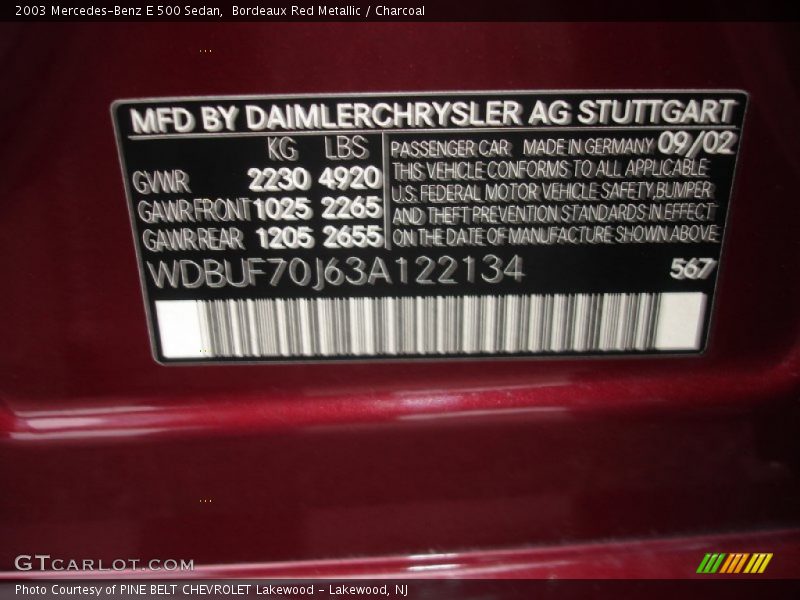 2003 Mercedes-Benz E 500 Sedan,  Bordeaux Red Metallic / Charcoal
MFD BY DAIMLERCHRYSLER AG STUTTGART
KG LBS
GVWR 2230 4920
GAWR FRONT 1025 2265
GAWR REAR 1205 2655
PASSENGER CAR MADE IN GERMANY 09/02
THIS VEHICLE CONFORMS TO ALL APPLICABLE
U.S. FEDERAL MOTOR VEHICLE SAFETY,BUMPER
AND THEFT PREVENTION STANDARDS IN EFFECT
ON THE DATE OF MANUFACTURE SHOWN ABOVE
WDBUF70J63A122134 567
GTCARLOT.COM
Photo Courtesy of PINE BELT CHEVROLET Lakewood - Lakewood, NJ